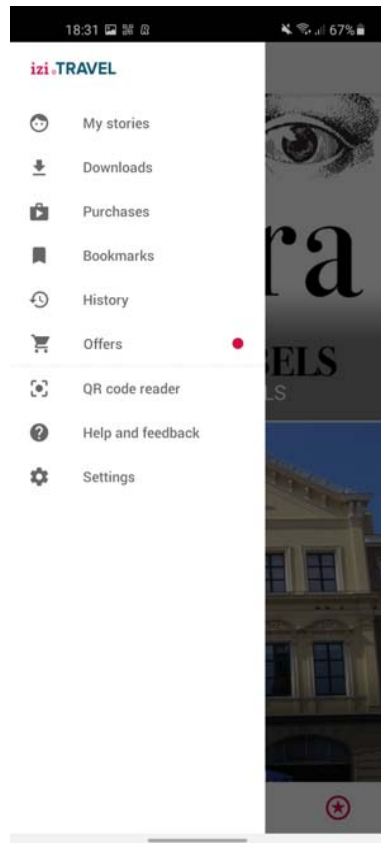 18:31 67%
izi.TRAVEL
My stories
Downloads
Purchases
Bookmarks
History
Offers
QR code reader
Help and feedback
Settings
ra
BELS
LS